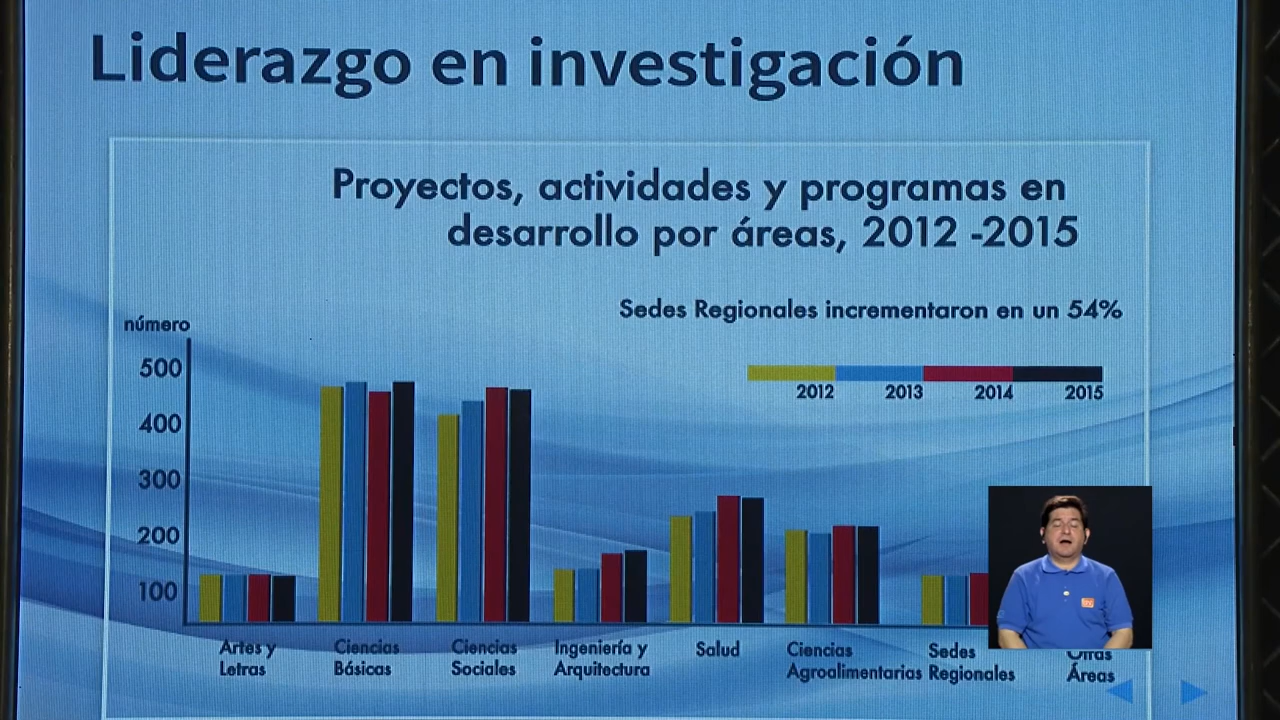 Liderazgo en investigación
Proyectos, actividades y programas en
desarrollo por áreas, 2012 -2015
Sedes Regionales incrementaron en un 54%
número
500
400
300
200
100
2012 2013 2014 2015
Artes y
Letras
Ciencias
Básicas
Ciencias
Sociales
Ingeniería y
Arquitectura
Salud
Ciencias
Agroalimentarias
Sedes
Regionales
Otras
Áreas